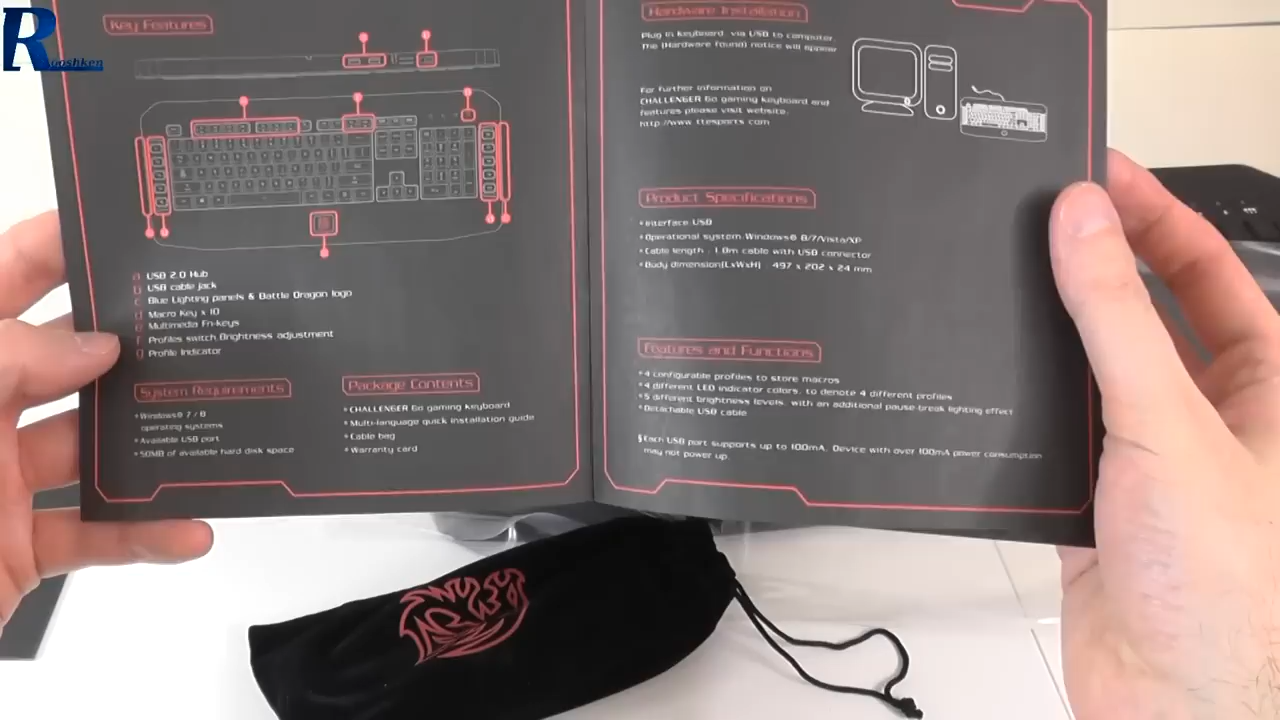 Rooshken
Key Features
USB 2.0 Hub
USB cable jack
Blue Lighting panels & Battle Dragon logo
Macro Key x 10
Multimedia Fn-keys
Profiles switch,Brightness adjustment
Profile Indicator
System Requirements
• Windows® 7 / 8
operating systems
• Available USB port
• 50MB of available hard disk space
Package Contents
• CHALLENGER Go gaming keyboard
• Multi-language quick installation guide
• Cable bag
• Warranty card
Hardware Installation
Plug in keyboard via USB to computer.
The (Hardware found) notice will appear
For further information on
CHALLENGER Go gaming keyboard and
features please visit website:
http://www.ttesports.com
Product Specifications
• Interface:USB
• Operational system:Windows® 8/7/Vista/XP
• Cable length : 1.8m cable with USB connector
• Body dimension(LxWxH) : 497 x 202 x 24 mm
Features and Functions
• 4 configurable profiles to store macros
• 4 different LED indicator colors, to denote 4 different profiles
• 5 different brightness levels, with an additional pause-break lighting effect
• Detachable USB cable
§ Each USB port supports up to 100mA. Device with over 100mA power consumption
may not power up.